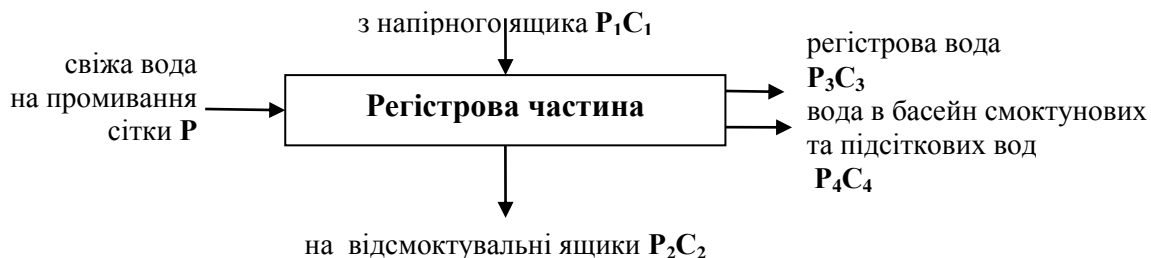 з напірного ящика P₁C₁
свіжа вода
на промивання
сітки P
Регістрова частина
регістрова вода
P₃C₃
вода в басейн смоктунових
та підсіткових вод
P₄C₄
на відсмоктувальні ящики P₂C₂